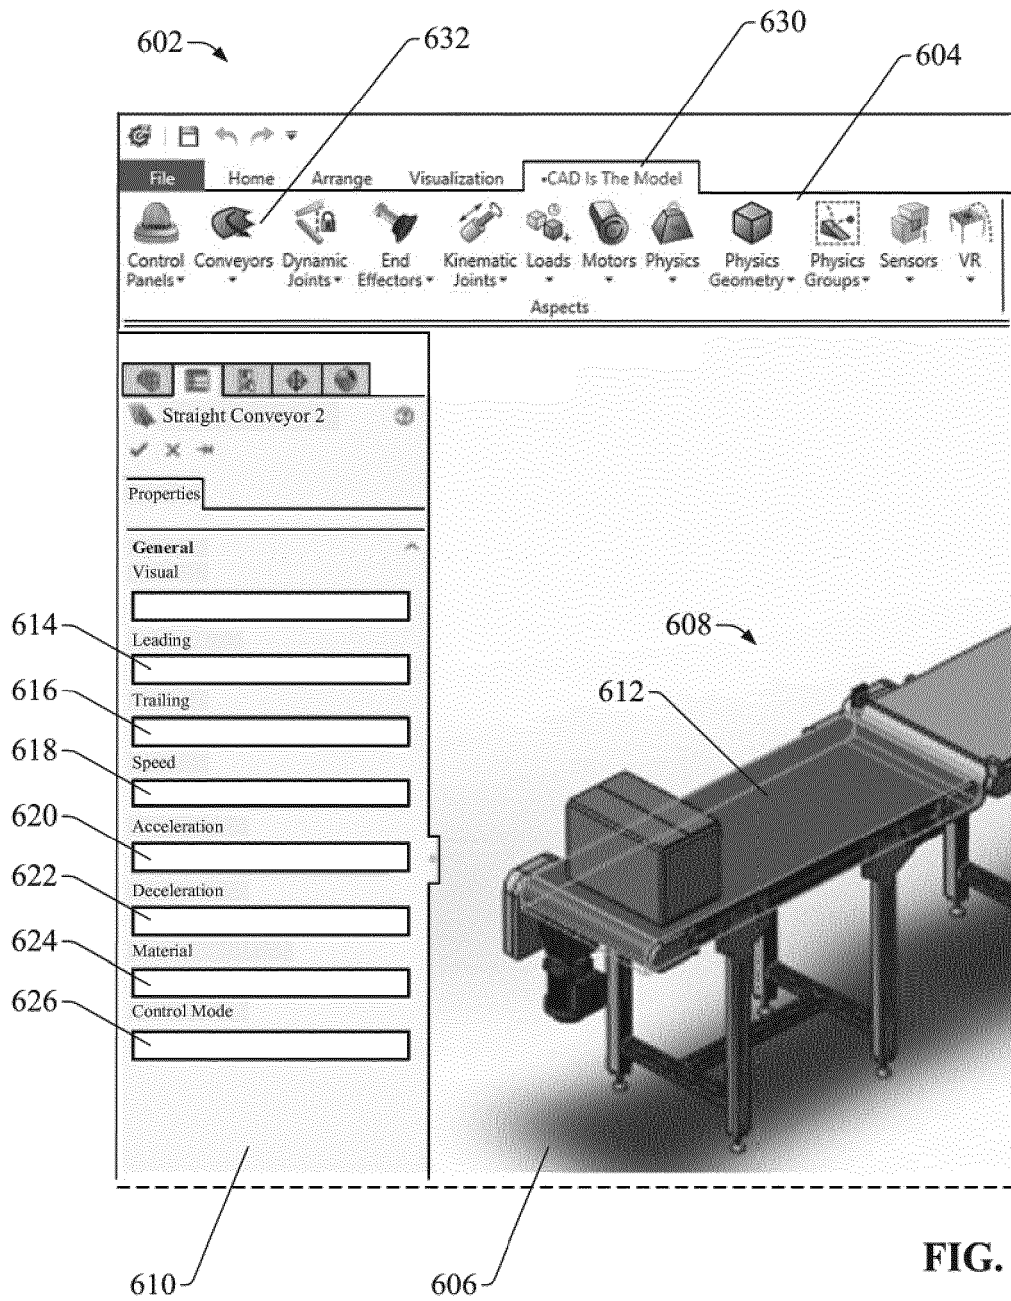 602
632
630
604
File Home Arrange Visualization •CAD Is The Model
Control Panels Conveyors Dynamic Joints End Effectors Kinematic Joints Loads Motors Physics Physics Geometry Physics Groups Sensors VR
Aspects
Straight Conveyor 2
Properties
General
Visual
614
Leading
616
Trailing
618
Speed
620
Acceleration
622
Deceleration
624
Material
626
Control Mode
608
612
610
606
FIG.